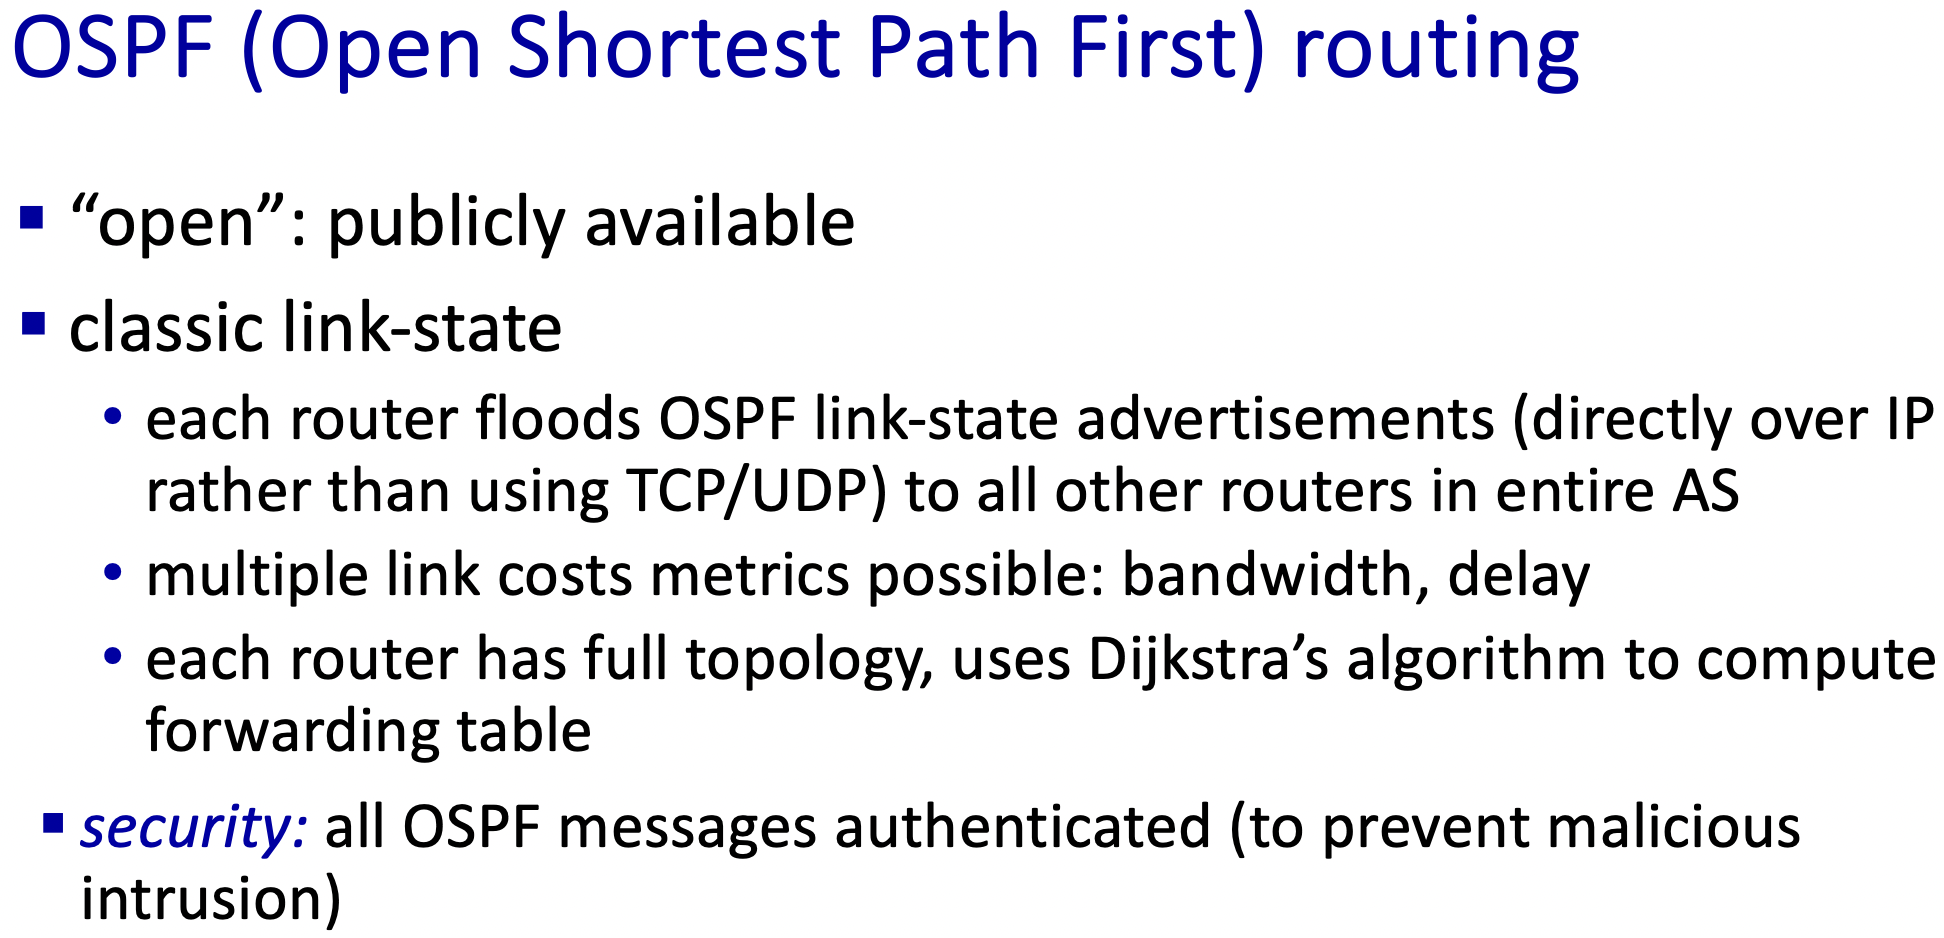 OSPF (Open Shortest Path First) routing
▪ “open”: publicly available
▪ classic link-state
• each router floods OSPF link-state advertisements (directly over IP
rather than using TCP/UDP) to all other routers in entire AS
• multiple link costs metrics possible: bandwidth, delay
• each router has full topology, uses Dijkstra’s algorithm to compute
forwarding table
▪ security: all OSPF messages authenticated (to prevent malicious
intrusion)